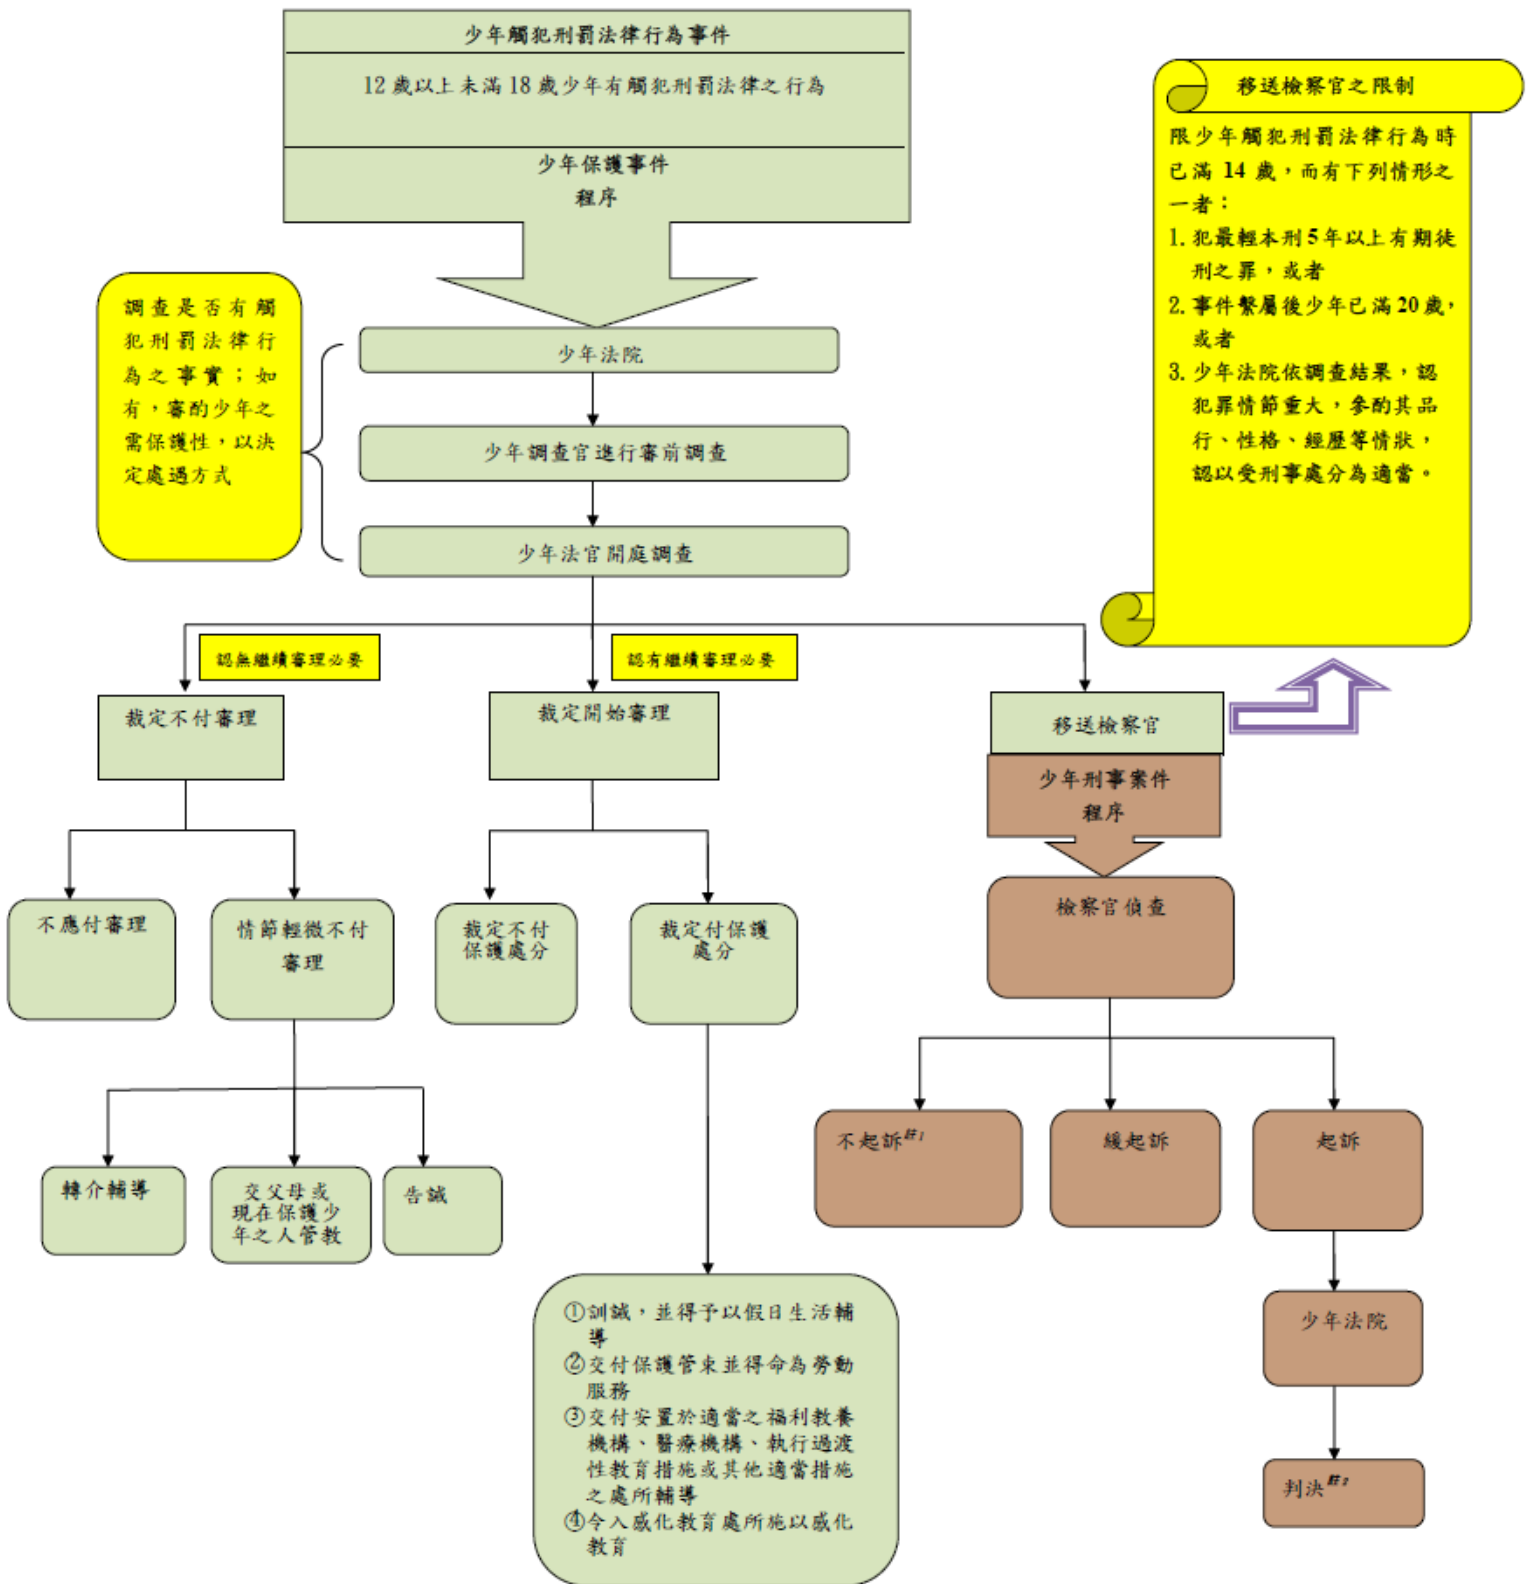 少年觸犯刑罰法律行為事件
12歲以上未滿18歲少年有觸犯刑罰法律之行為
少年保護事件
程序
移送檢察官之限制
限少年觸犯刑罰法律行為時
已滿 14 歲，而有下列情形之
一者：
1. 犯最輕本刑5年以上有期徒
刑之罪，或者
2. 事件繫屬後少年已滿20歲，
或者
3. 少年法院依調查結果，認
犯罪情節重大，參酌其品
行、性格、經歷等情狀，
認以受刑事處分為適當。
調查是否有觸
犯刑罰法律行
為之事實；如
有，審酌少年之
需保護性，以決
定處遇方式
少年法院
少年調查官進行審前調查
少年法官開庭調查
認無繼續審理必要
認有繼續審理必要
裁定不付審理
裁定開始審理
移送檢察官
少年刑事案件
程序
不應付審理
情節輕微不付
審理
裁定不付
保護處分
裁定付保護
處分
檢察官偵查
轉介輔導
交父母或
現在保護少
年之人管教
告誡
不起訴註1
緩起訴
起訴
①訓誡，並得予以假日生活輔
導
②交付保護管束並得命為勞動
服務
③交付安置於適當之福利教養
機構、醫療機構、執行過渡
性教育措施或其他適當措施
之處所輔導
④令入感化教育處所施以感化
教育
少年法院
判決註2